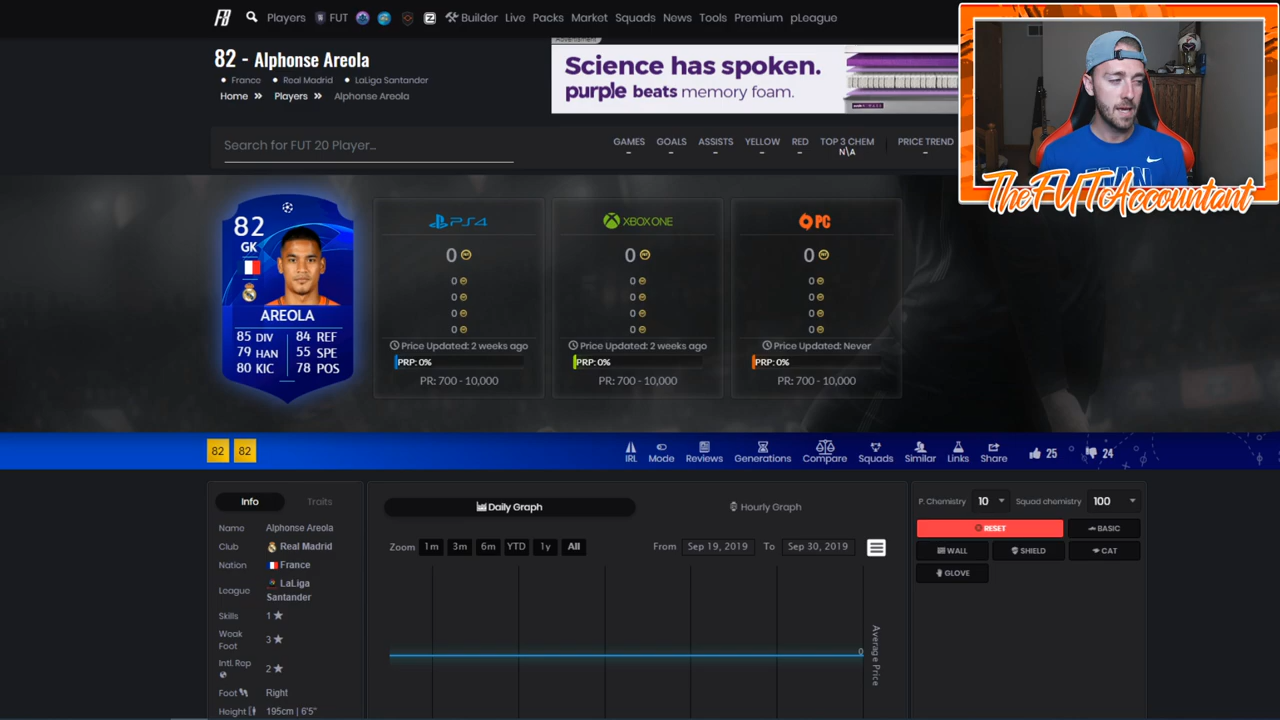 FB Players FUT Z Builder Live Packs Market Squads News Tools Premium pLeague
82 - Alphonse Areola
France Real Madrid LaLiga Santander
Home » Players » Alphonse Areola
Science has spoken.
purple beats memory foam.
Search for FUT 20 Player...
GAMES GOALS ASSISTS YELLOW RED TOP 3 CHEM PRICE TREND
- - - - - N\A -
TheFUTAccountant
82
GK
AREOLA
85 DIV 84 REF
79 HAN 55 SPE
80 KIC 78 POS
PS4
0
0
0
0
0
Price Updated: 2 weeks ago
PRP: 0%
PR: 700 - 10,000
XBOX ONE
0
0
0
0
0
Price Updated: 2 weeks ago
PRP: 0%
PR: 700 - 10,000
PC
0
0
0
0
0
Price Updated: Never
PRP: 0%
PR: 700 - 10,000
82 82
IRL Mode Reviews Generations Compare Squads Similar Links Share 25 24
Info Traits
Name Alphonse Areola
Club Real Madrid
Nation France
League LaLiga Santander
Skills 1
Weak Foot 3
Intl. Rep 2
Foot Right
Height 195cm | 6'5"
Daily Graph Hourly Graph
Zoom 1m 3m 6m YTD 1y All From Sep 19, 2019 To Sep 30, 2019
Average Price
0
P. Chemistry 10 Squad chemistry 100
RESET BASIC
WALL SHIELD CAT
GLOVE